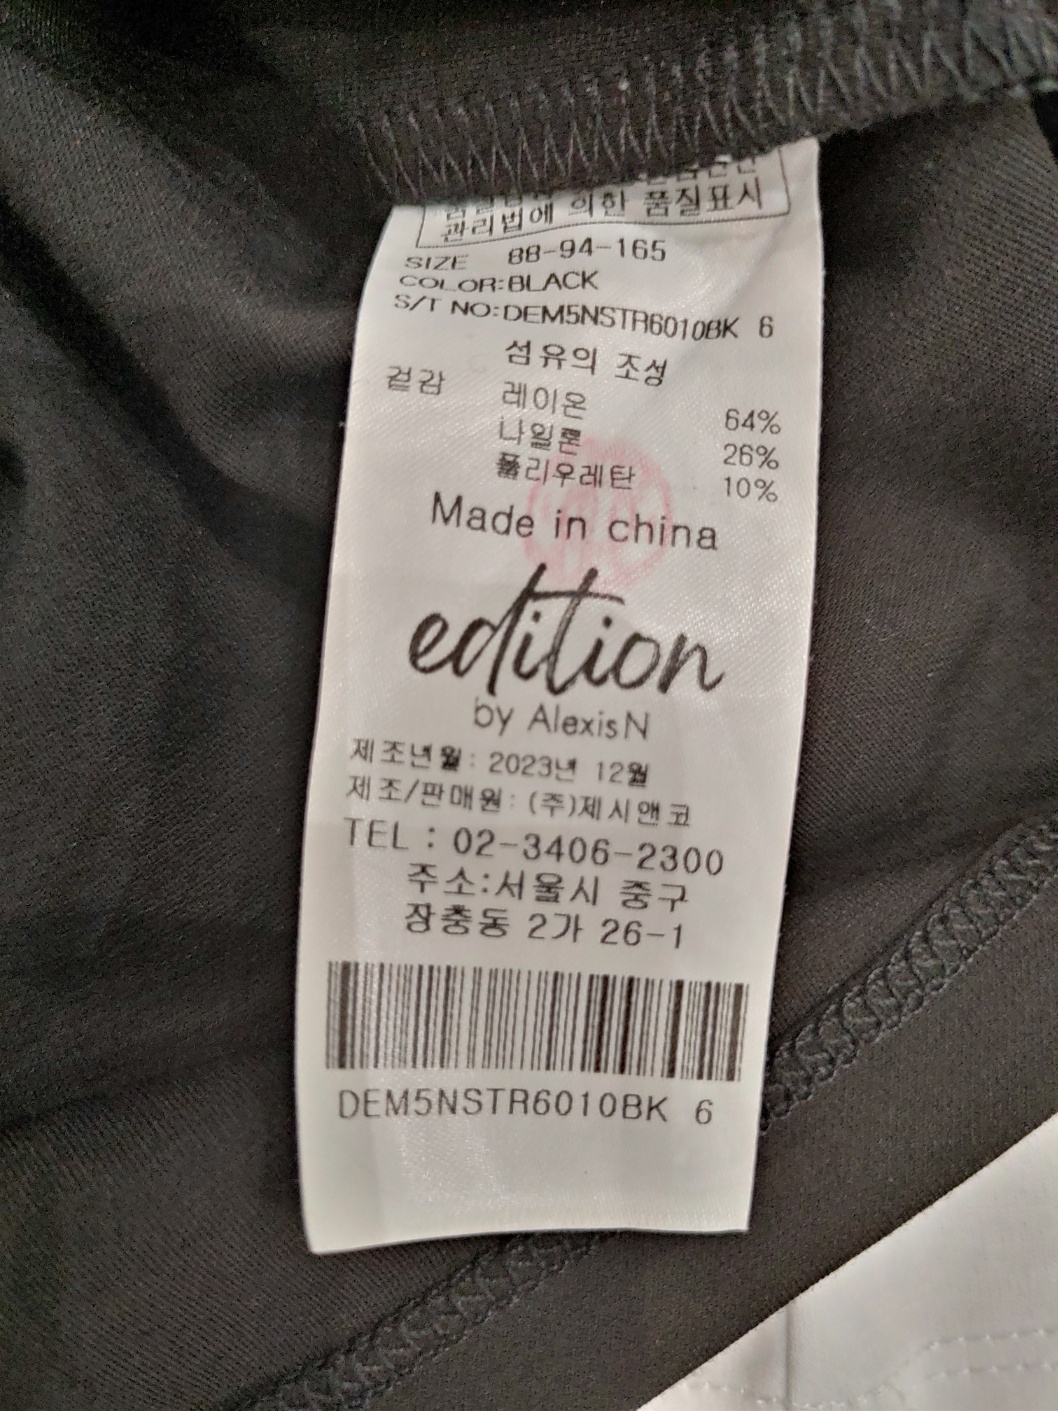 관리법에 의한 품질표시
SIZE 88-94-165
COLOR:BLACK
S/T NO:DEM5NSTR6010BK 6
섬유의 조성
겉감 레이온 64%
나일론 26%
폴리우레탄 10%
Made in china
edition
by AlexisN
제조년월: 2023년 12월
제조/판매원: (주)제시앤코
TEL : 02-3406-2300
주소:서울시 중구
장충동 2가 26-1
DEM5NSTR6010BK 6